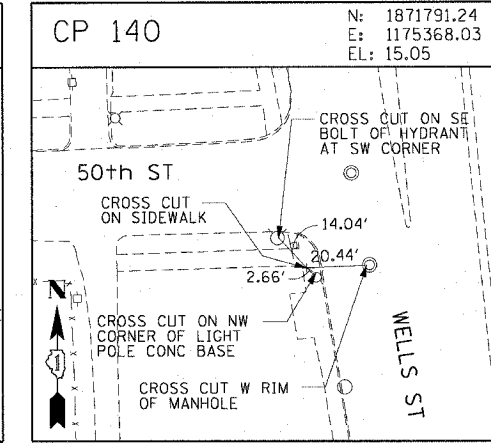 CP 140
N: 1871791.24
E: 1175368.03
EL: 15.05
CROSS CUT ON SE
BOLT OF HYDRANT
AT SW CORNER
50th ST
CROSS CUT
ON SIDEWALK
14.04'
20.44'
2.66'
N
CROSS CUT ON NW
CORNER OF LIGHT
POLE CONC BASE
WELLS ST
CROSS CUT W RIM
OF MANHOLE